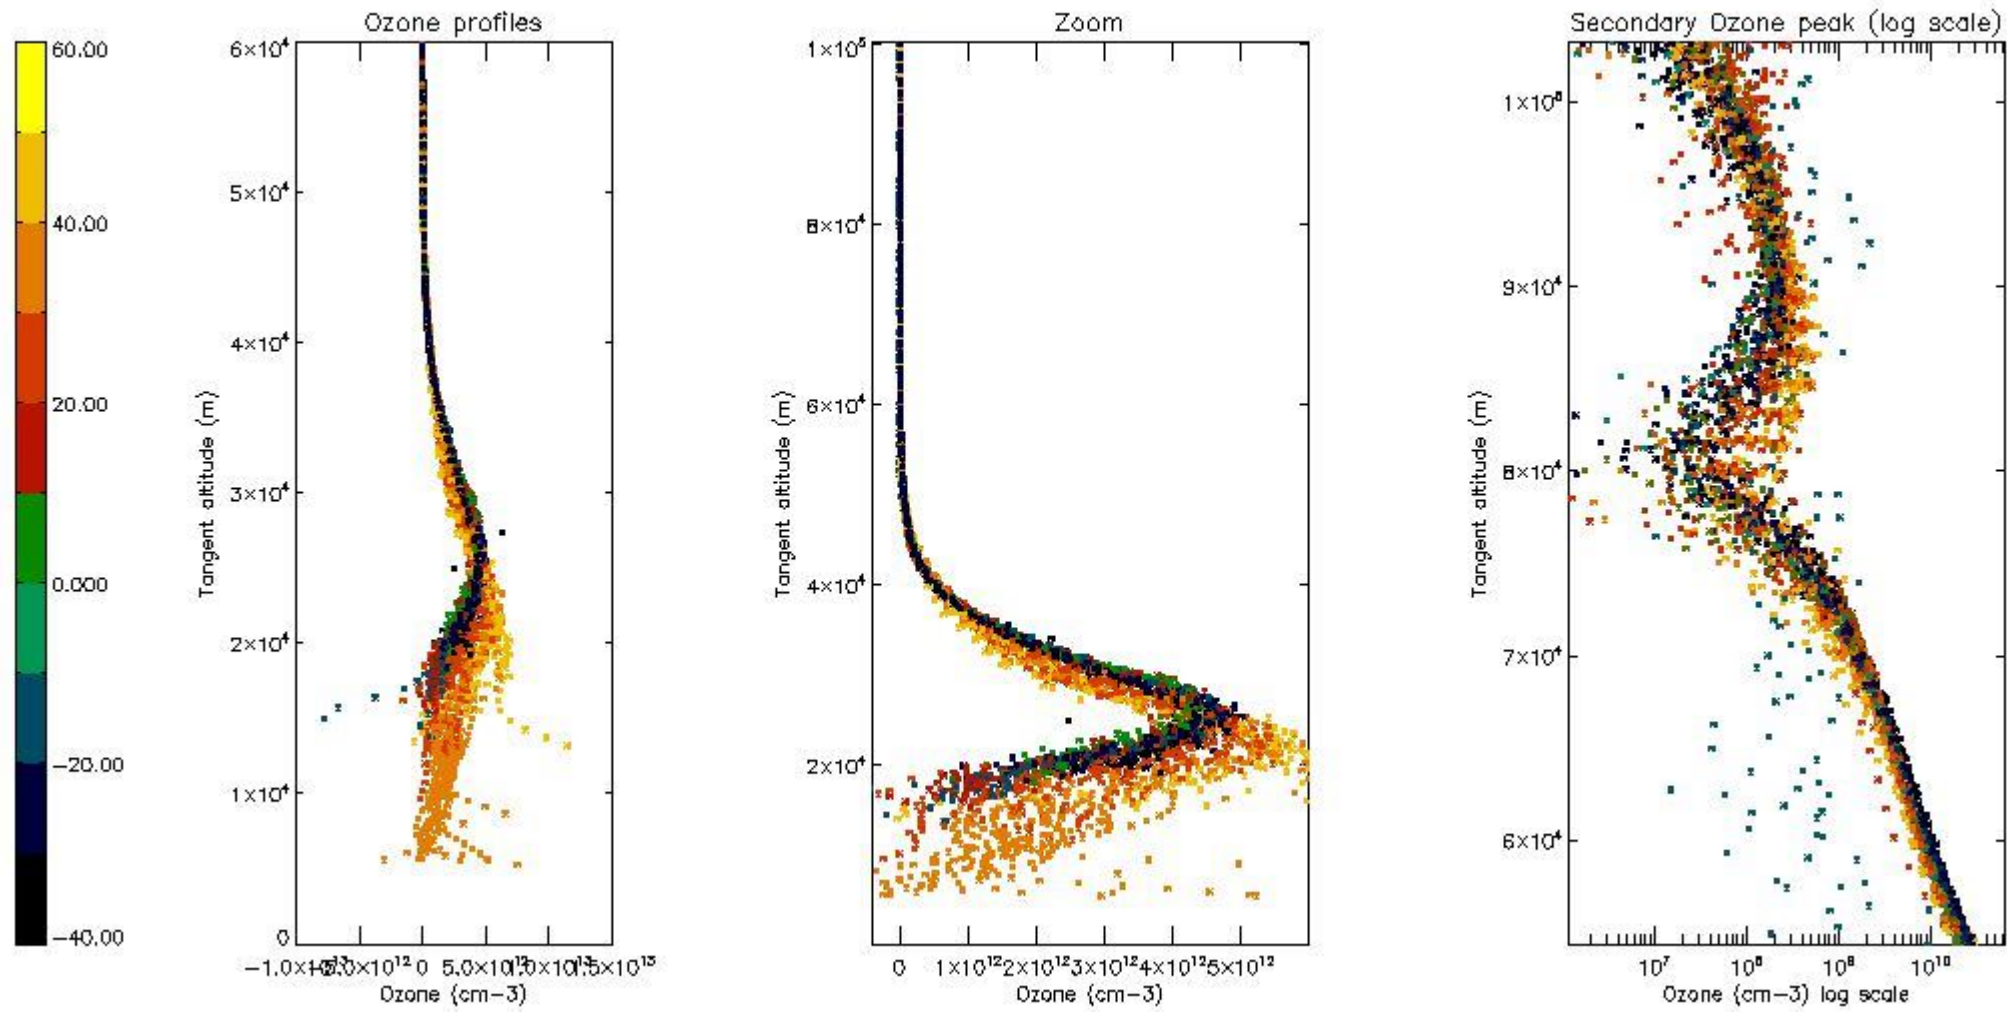 Ozone profiles
Zoom
Secondary Ozone peak (log scale)
60.00
40.00
20.00
0.000
−20.00
−40.00
6×10⁴
5×10⁴
4×10⁴
3×10⁴
2×10⁴
1×10⁴
0
Tangent altitude (m)
0 5.0×10¹² 1.5×10¹³
Ozone (cm−3)
1×10⁵
8×10⁴
6×10⁴
4×10⁴
2×10⁴
Tangent altitude (m)
0 1×10¹² 2×10¹² 3×10¹² 4×10¹² 5×10¹²
Ozone (cm−3)
9×10⁴
8×10⁴
7×10⁴
6×10⁴
Tangent altitude (m)
10⁷ 10⁸ 10⁹ 10¹⁰
Ozone (cm−3) log scale